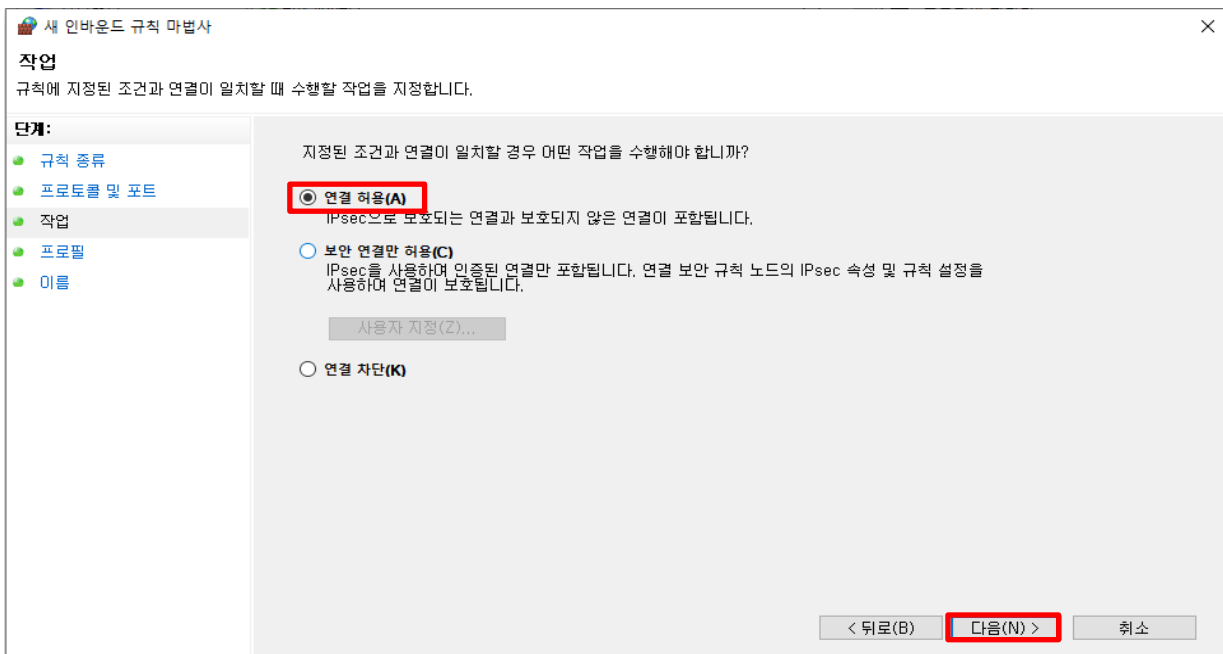 새 인바운드 규칙 마법사
작업
규칙에 지정된 조건과 연결이 일치할 때 수행할 작업을 지정합니다.
단계:
규칙 종류
프로토콜 및 포트
작업
프로필
이름
지정된 조건과 연결이 일치할 경우 어떤 작업을 수행해야 합니까?
연결 허용(A)
IPsec으로 보호되는 연결과 보호되지 않은 연결이 포함됩니다.
보안 연결만 허용(C)
IPsec을 사용하여 인증된 연결만 포함됩니다. 연결 보안 규칙 노드의 IPsec 속성 및 규칙 설정을
사용하여 연결이 보호됩니다.
사용자 지정(Z)...
연결 차단(K)
< 뒤로(B)
다음(N) >
취소